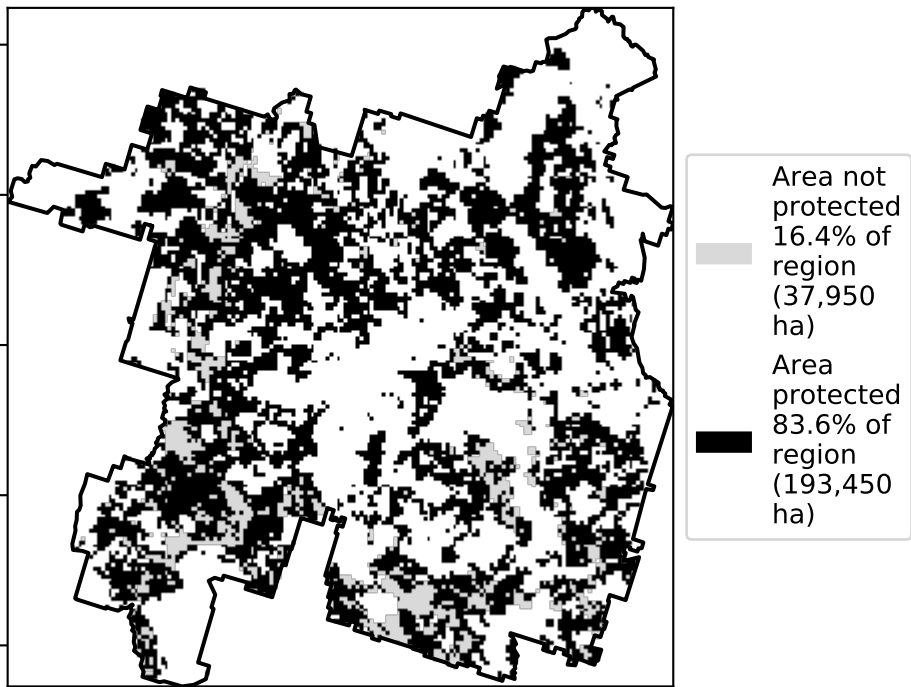 Area not
protected
16.4% of
region
(37,950
ha)
Area
protected
83.6% of
region
(193,450
ha)